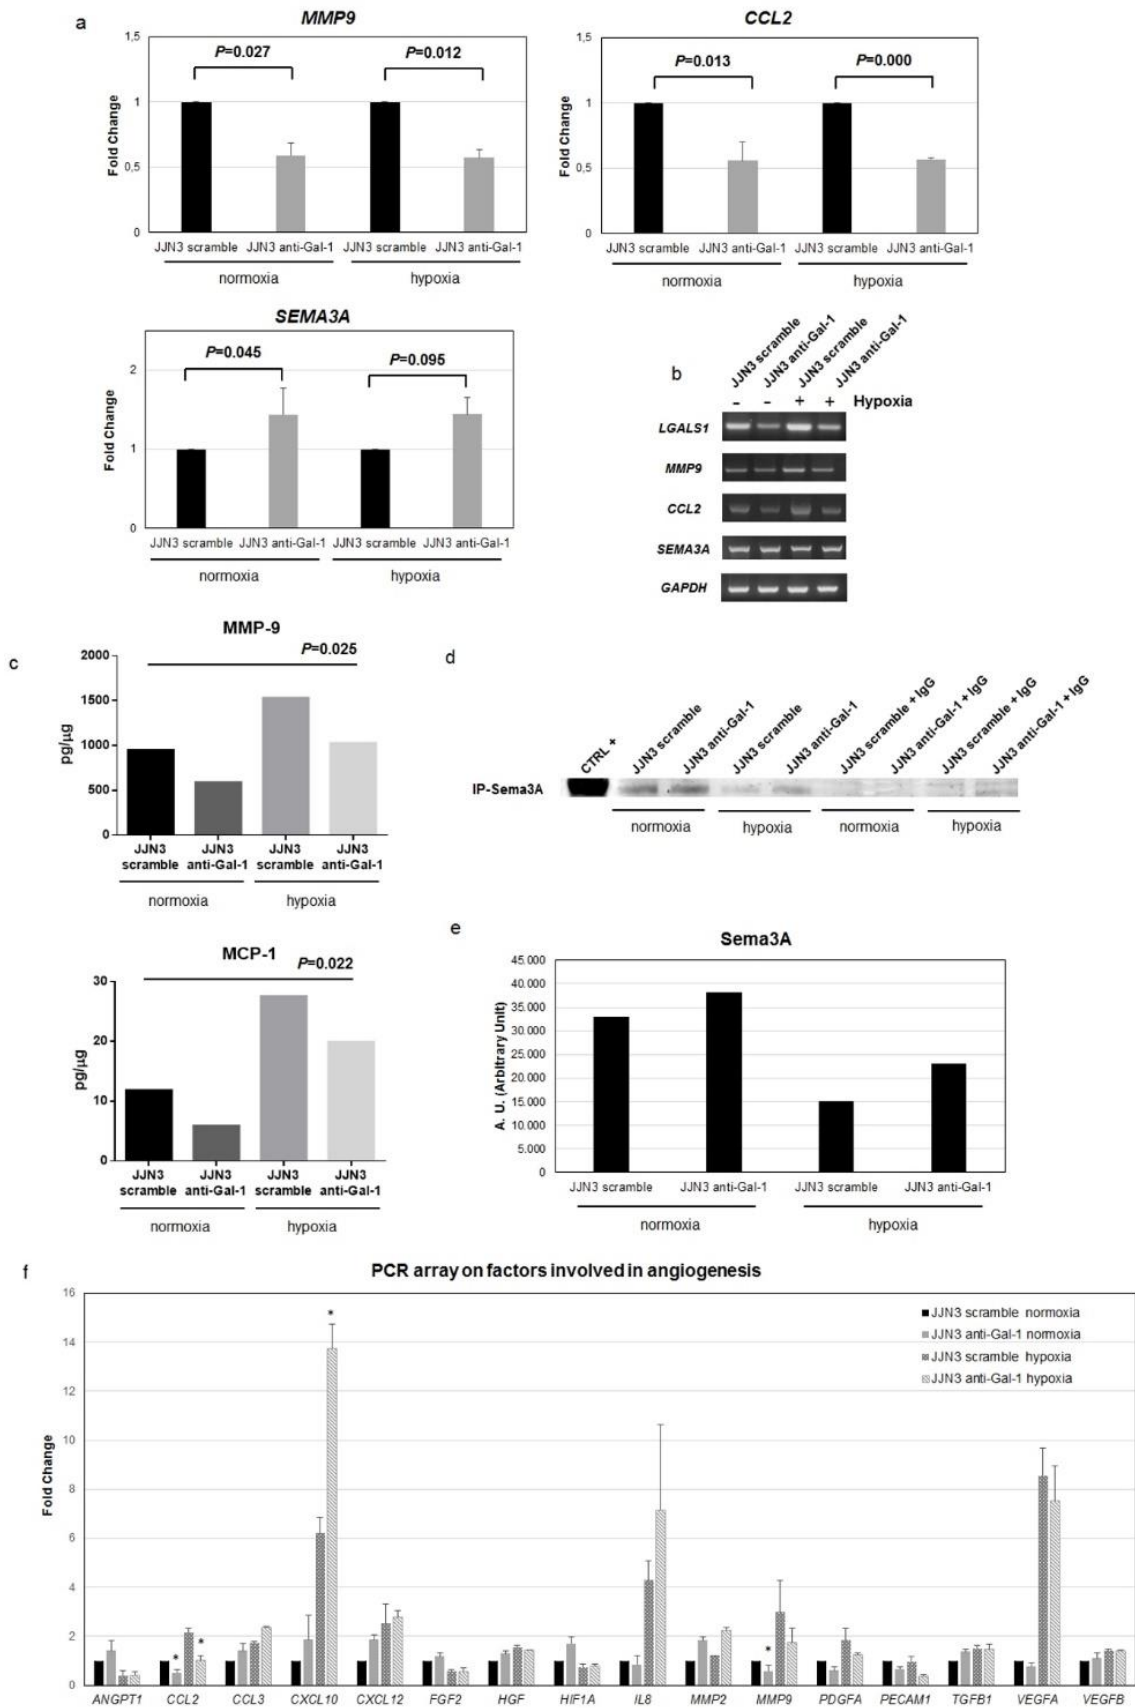 a
MMP9
1,5
P=0.027
P=0.012
1
0,5
0
Fold Change
JJN3 scramble JJN3 anti-Gal-1 JJN3 scramble JJN3 anti-Gal-1
normoxia hypoxia
CCL2
1,5
P=0.013
P=0.000
1
0,5
0
Fold Change
JJN3 scramble JJN3 anti-Gal-1 JJN3 scramble JJN3 anti-Gal-1
normoxia hypoxia
SEMA3A
P=0.045
P=0.095
2
1
0
Fold Change
JJN3 scramble JJN3 anti-Gal-1 JJN3 scramble JJN3 anti-Gal-1
normoxia hypoxia
b
JJN3 scramble
JJN3 anti-Gal-1
JJN3 scramble
JJN3 anti-Gal-1
- - + + Hypoxia
LGALS1
MMP9
CCL2
SEMA3A
GAPDH
c
MMP-9
P=0.025
2000
1500
1000
500
0
pg/µg
JJN3 JJN3 JJN3 JJN3
scramble anti-Gal-1 scramble anti-Gal-1
normoxia hypoxia
MCP-1
P=0.022
30
20
10
0
pg/µg
JJN3 JJN3 JJN3 JJN3
scramble anti-Gal-1 scramble anti-Gal-1
normoxia hypoxia
d
CTRL +
JJN3 scramble
JJN3 anti-Gal-1
JJN3 scramble
JJN3 anti-Gal-1
JJN3 scramble + IgG
JJN3 anti-Gal-1 + IgG
JJN3 scramble + IgG
JJN3 anti-Gal-1 + IgG
IP-Sema3A
normoxia hypoxia normoxia hypoxia
e
Sema3A
45.000
40.000
35.000
30.000
25.000
20.000
15.000
10.000
5.000
0
A. U. (Arbitrary Unit)
JJN3 scramble JJN3 anti-Gal-1 JJN3 scramble JJN3 anti-Gal-1
normoxia hypoxia
f
PCR array on factors involved in angiogenesis
16
14
12
10
8
6
4
2
0
Fold Change
JJN3 scramble normoxia
JJN3 anti-Gal-1 normoxia
JJN3 scramble hypoxia
JJN3 anti-Gal-1 hypoxia
* * * *
ANGPT1 CCL2 CCL3 CXCL10 CXCL12 FGF2 HGF HIF1A IL8 MMP2 MMP9 PDGFA PECAM1 TGFB1 VEGFA VEGFB